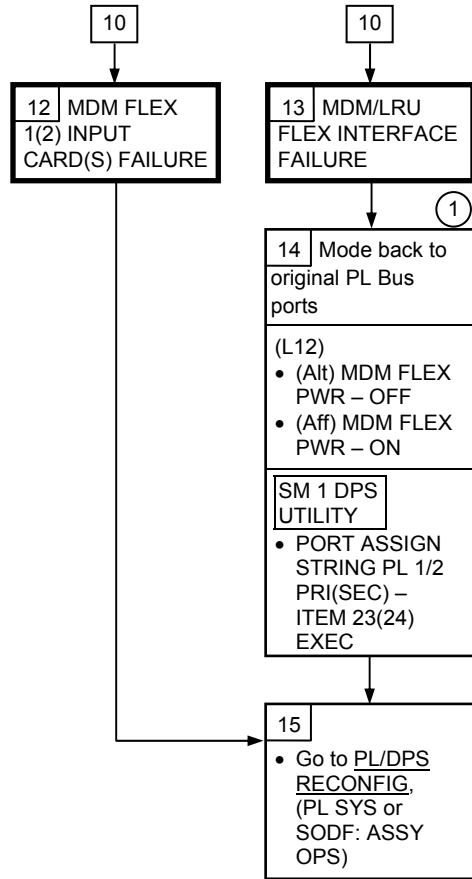 10
12 MDM FLEX
1(2) INPUT
CARD(S) FAILURE
10
13 MDM/LRU
FLEX INTERFACE
FAILURE
1
14 Mode back to
original PL Bus
ports
(L12)
• (Alt) MDM FLEX
PWR – OFF
• (Aff) MDM FLEX
PWR – ON
SM 1 DPS
UTILITY
• PORT ASSIGN
STRING PL 1/2
PRI(SEC) –
ITEM 23(24)
EXEC
15
• Go to PL/DPS
RECONFIG,
(PL SYS or
SODF: ASSY
OPS)